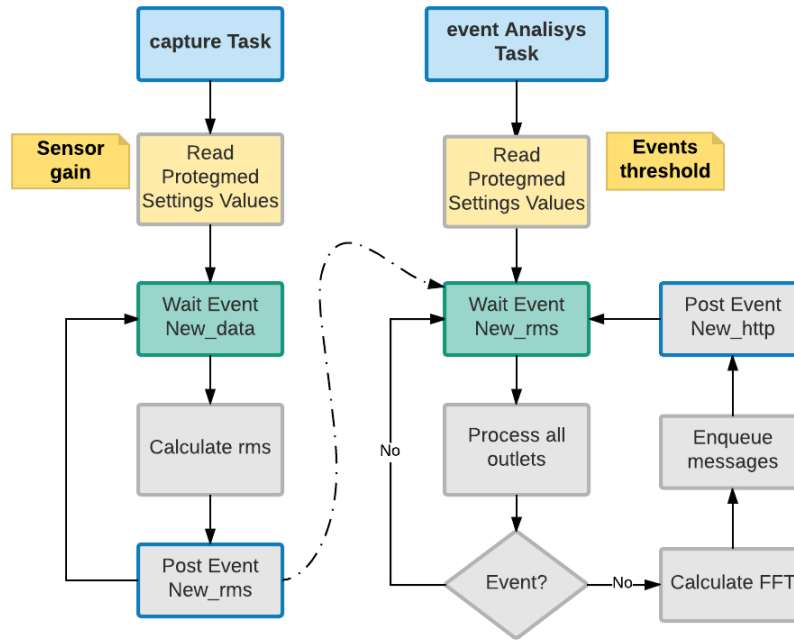 capture Task
event Analisys
Task
Sensor
gain
Read
Protegmed
Settings Values
Read
Protegmed
Settings Values
Events
threshold
Wait Event
New_data
Wait Event
New_rms
Post Event
New_http
Calculate rms
Process all
outlets
Enqueue
messages
No
Post Event
New_rms
Event?
No
Calculate FFT